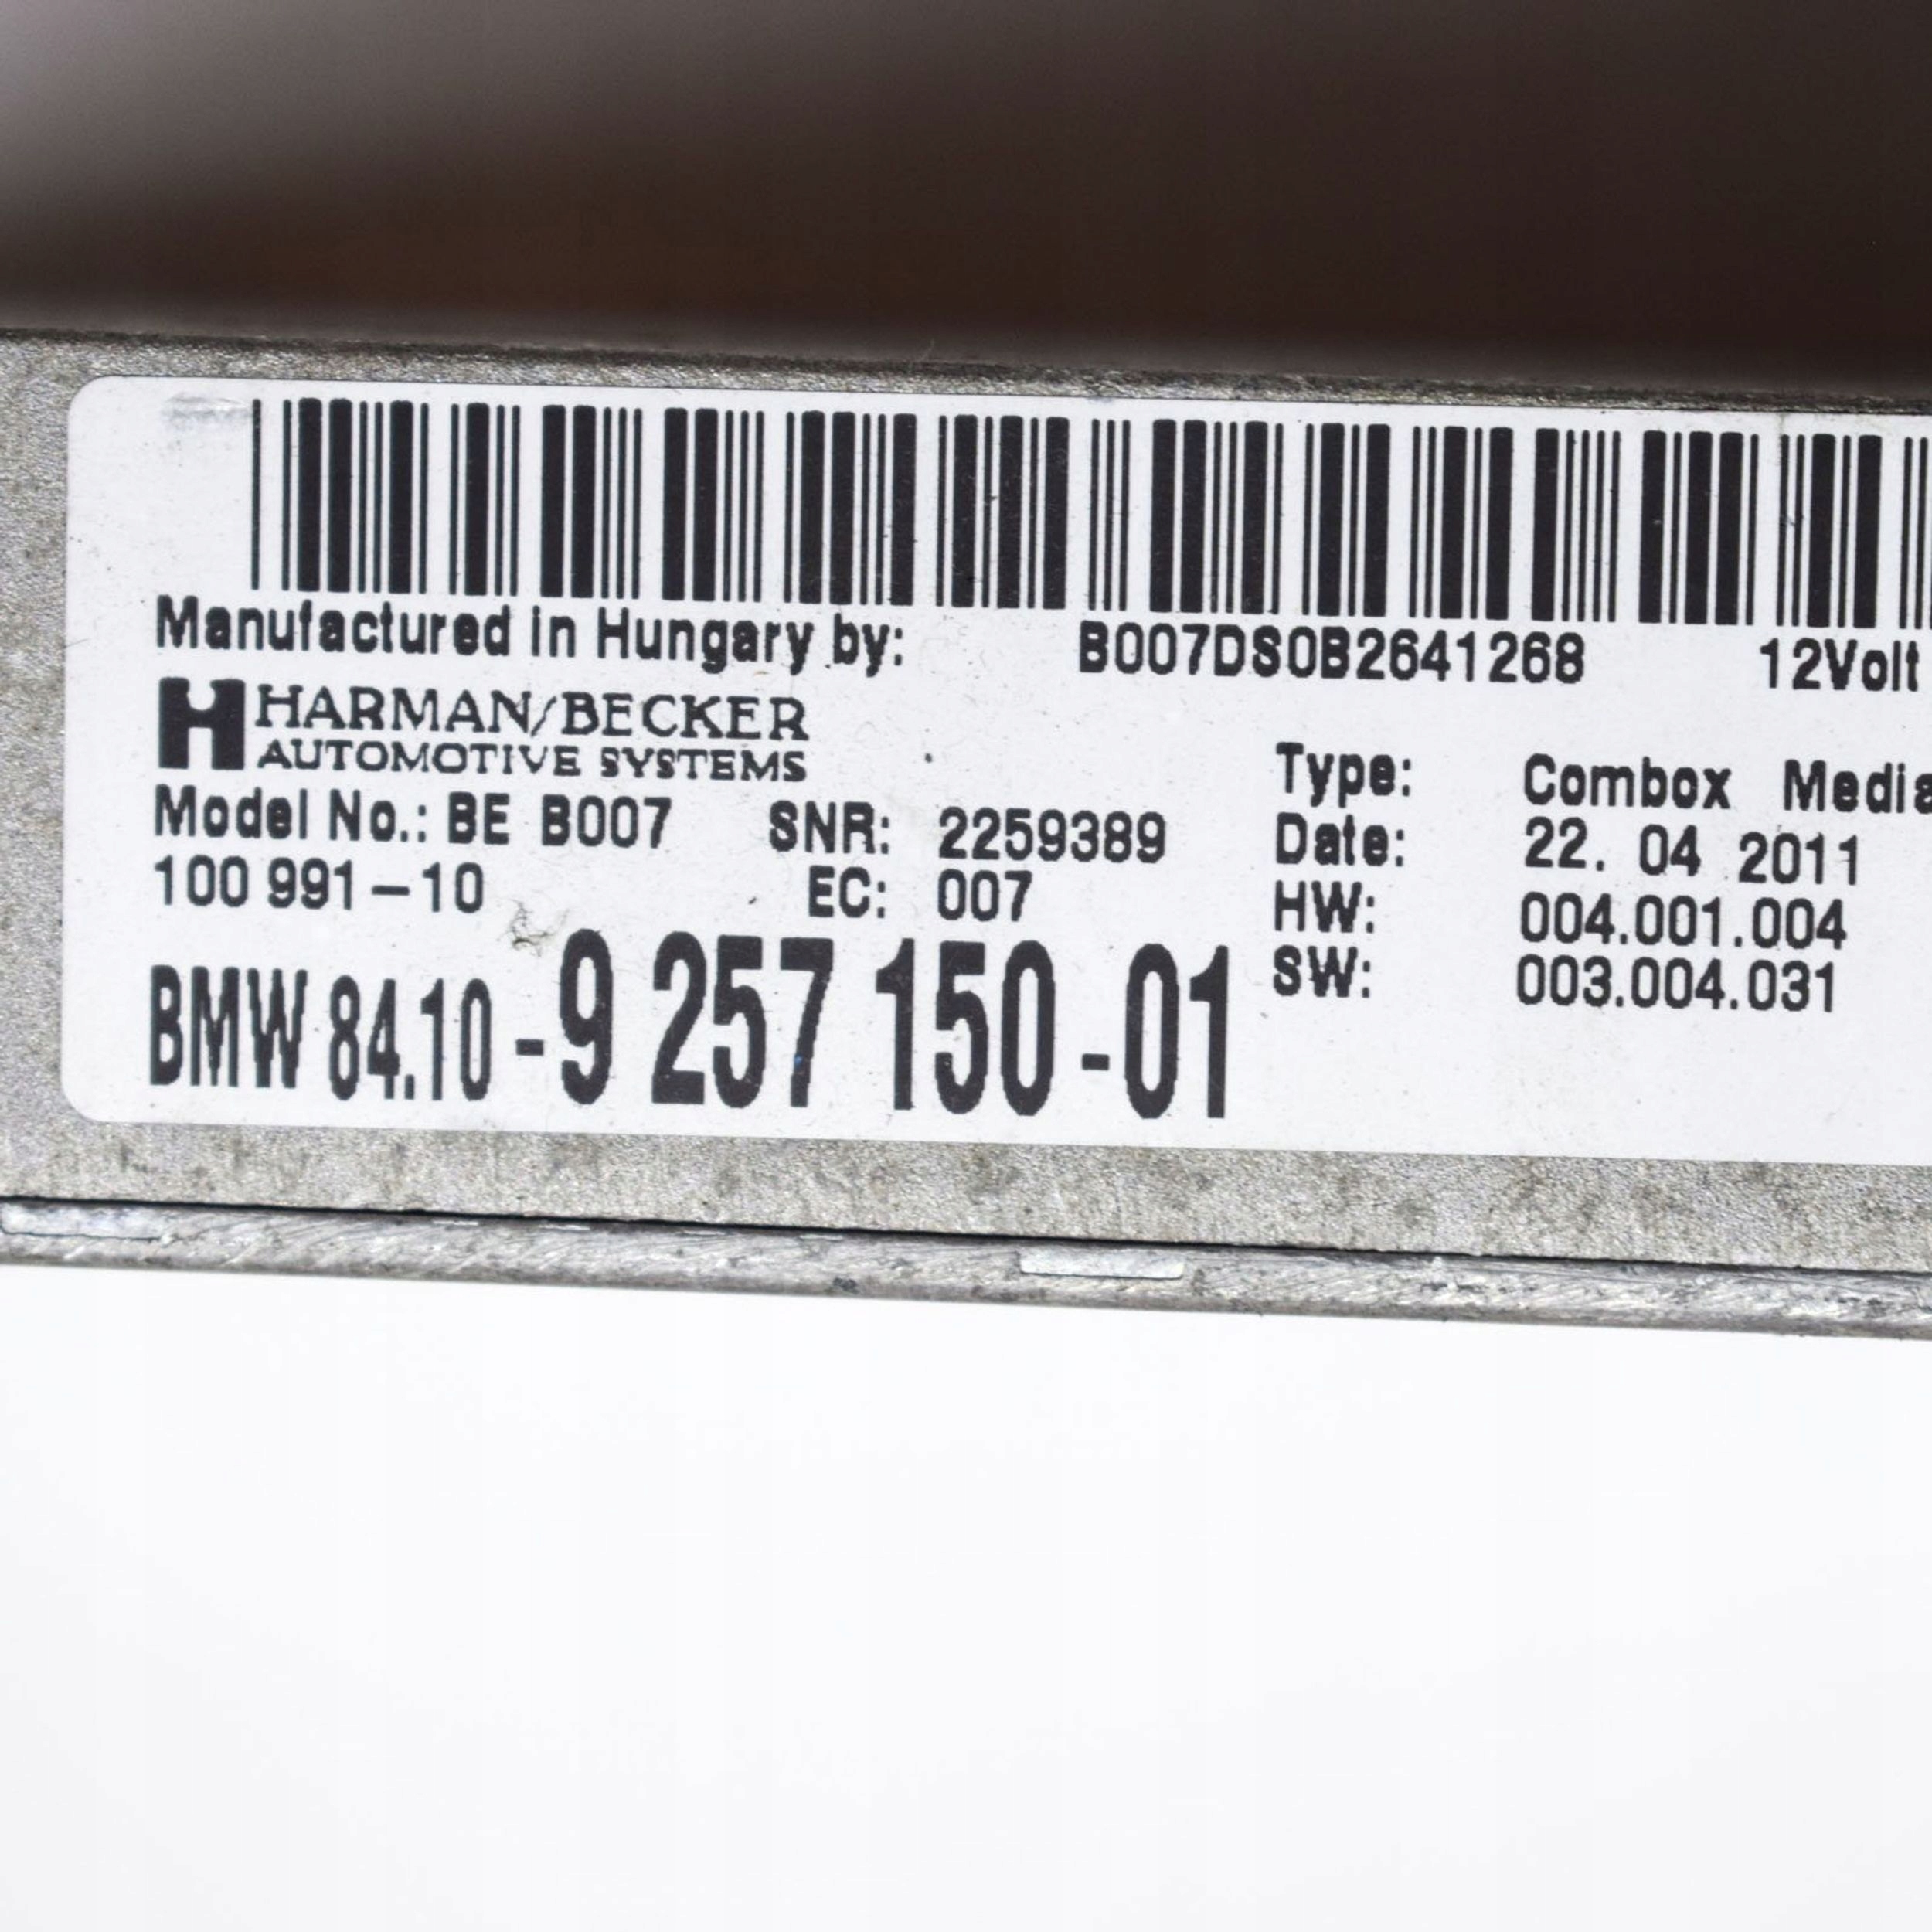 Manufactured in Hungary by: B007DS0B2641268 12Volt
HARMAN/BECKER
AUTOMOTIVE SYSTEMS
Type: Combox Media
Model No.: BE B007 SNR: 2259389 Date: 22. 04 2011
100 991-10 EC: 007 HW: 004.001.004
SW: 003.004.031
BMW 84.10 - 9 257 150 - 01